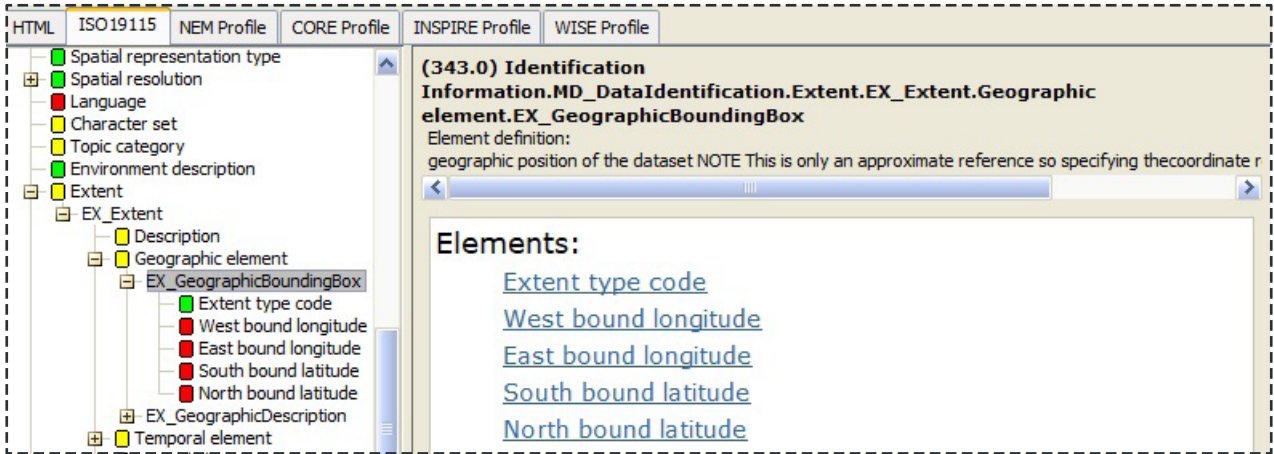 HTML ISO19115 NEM Profile CORE Profile INSPIRE Profile WISE Profile
Spatial representation type
Spatial resolution
Language
Character set
Topic category
Environment description
Extent
EX_Extent
Description
Geographic element
EX_GeographicBoundingBox
Extent type code
West bound longitude
East bound longitude
South bound latitude
North bound latitude
EX_GeographicDescription
Temporal element
(343.0) Identification
Information.MD_DataIdentification.Extent.EX_Extent.Geographic
element.EX_GeographicBoundingBox
Element definition:
geographic position of the dataset NOTE This is only an approximate reference so specifying thecoordinate r
Elements:
Extent type code
West bound longitude
East bound longitude
South bound latitude
North bound latitude